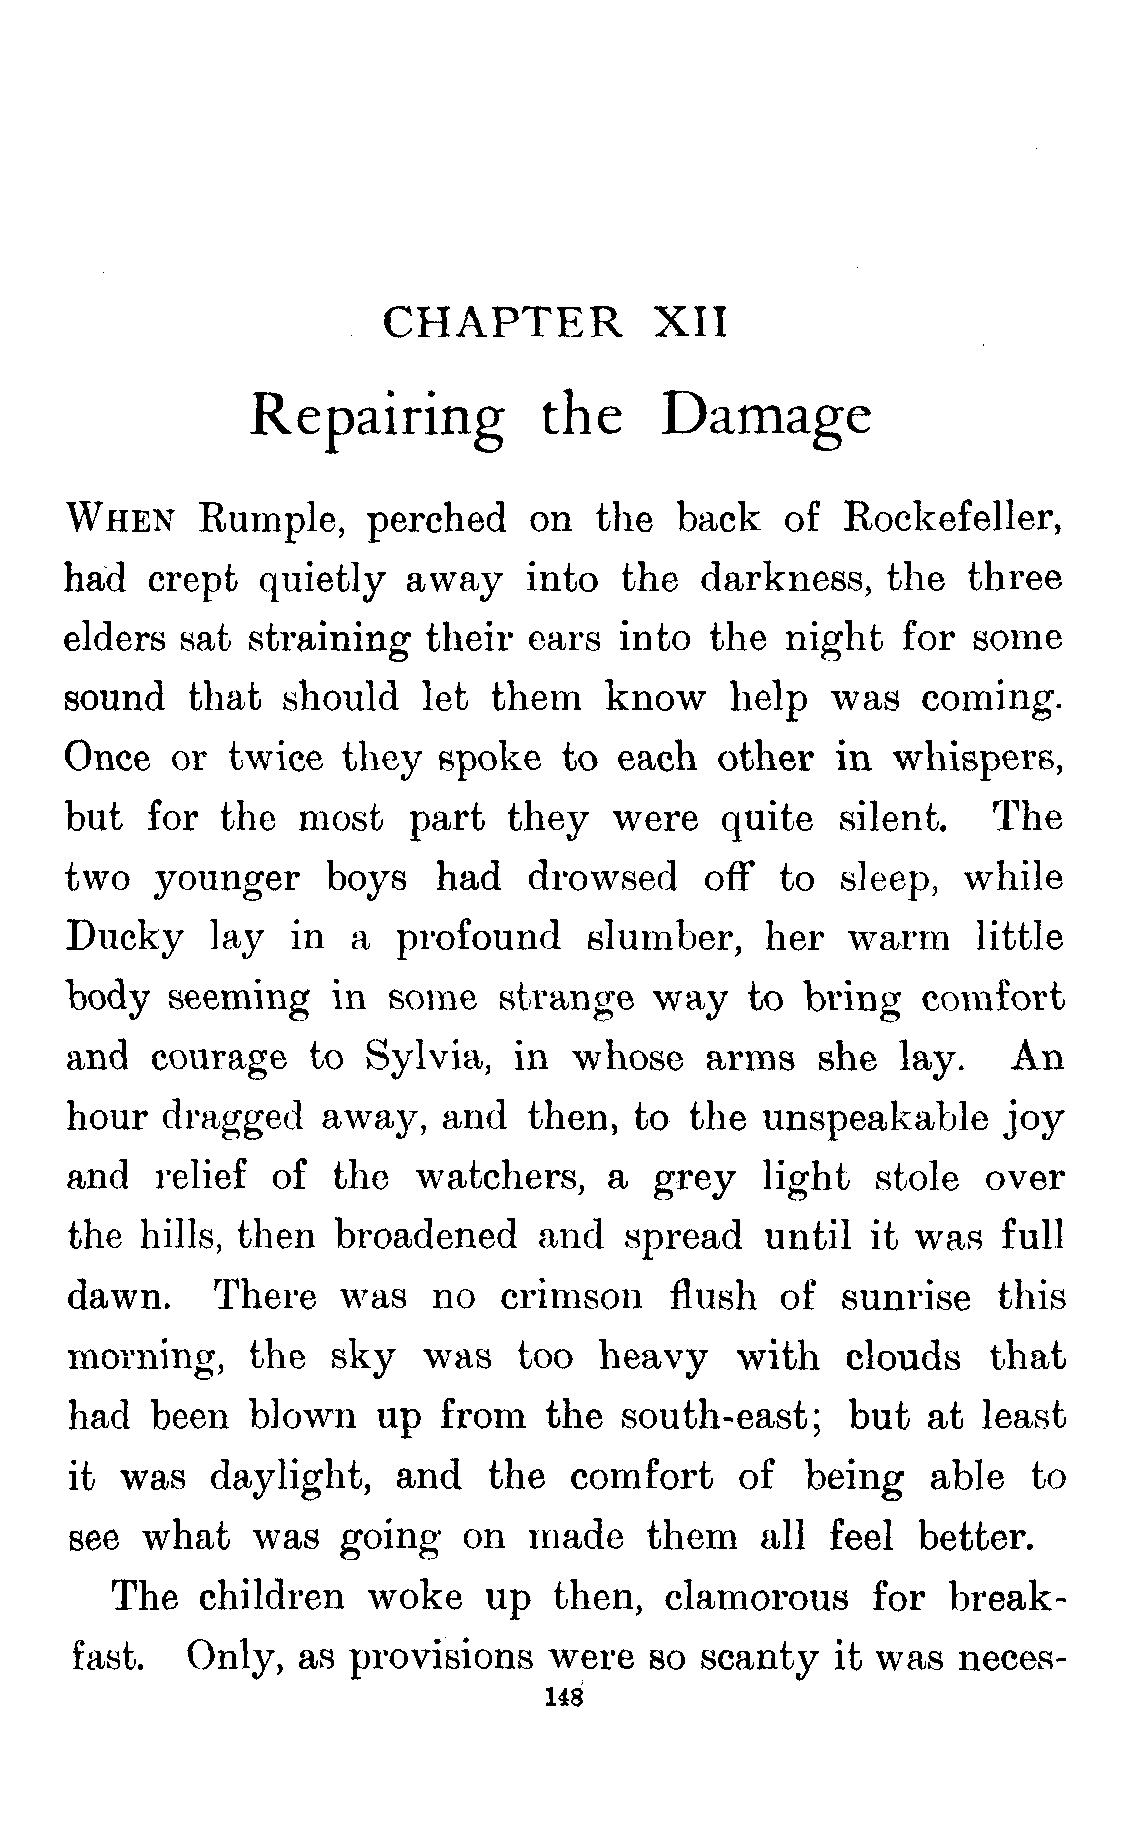 CHAPTER XII
Repairing the Damage
WHEN Rumple, perched on the back of Rockefeller,
had crept quietly away into the darkness, the three
elders sat straining their ears into the night for some
sound that should let them know help was coming.
Once or twice they spoke to each other in whispers,
but for the most part they were quite silent. The
two younger boys had drowsed off to sleep, while
Ducky lay in a profound slumber, her warm little
body seeming in some strange way to bring comfort
and courage to Sylvia, in whose arms she lay. An
hour dragged away, and then, to the unspeakable joy
and relief of the watchers, a grey light stole over
the hills, then broadened and spread until it was full
dawn. There was no crimson flush of sunrise this
morning, the sky was too heavy with clouds that
had been blown up from the south-east; but at least
it was daylight, and the comfort of being able to
see what was going on made them all feel better.
The children woke up then, clamorous for break-
fast. Only, as provisions were so scanty it was neces-
148